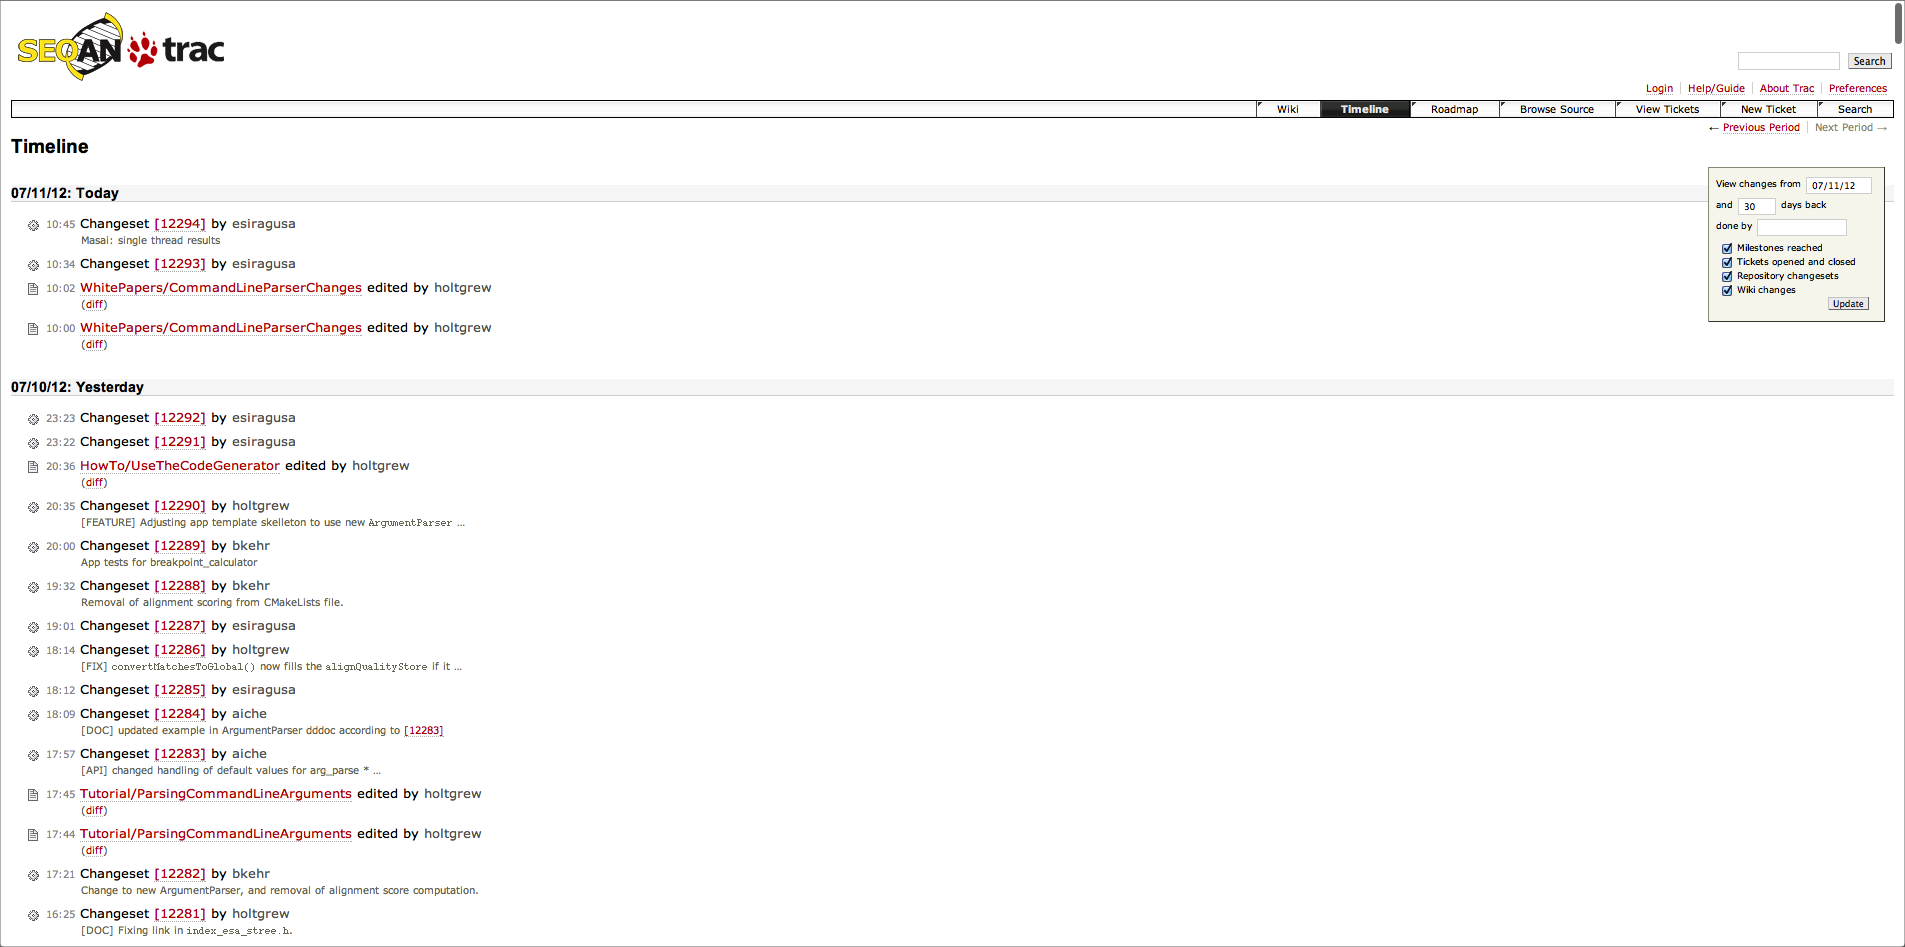 SEQAN trac
Search
Login Help/Guide About Trac Preferences
Wiki Timeline Roadmap Browse Source View Tickets New Ticket Search
← Previous Period Next Period →
Timeline
View changes from 07/11/12
and 30 days back
done by
Milestones reached
Tickets opened and closed
Repository changesets
Wiki changes
Update
07/11/12: Today
10:45 Changeset [12294] by esiragusa
Masai: single thread results
10:34 Changeset [12293] by esiragusa
10:02 WhitePapers/CommandLineParserChanges edited by holtgrew
(diff)
10:00 WhitePapers/CommandLineParserChanges edited by holtgrew
(diff)
07/10/12: Yesterday
23:23 Changeset [12292] by esiragusa
23:22 Changeset [12291] by esiragusa
20:36 HowTo/UseTheCodeGenerator edited by holtgrew
(diff)
20:35 Changeset [12290] by holtgrew
[FEATURE] Adjusting app template skelleton to use new ArgumentParser ...
20:00 Changeset [12289] by bkehr
App tests for breakpoint_calculator
19:32 Changeset [12288] by bkehr
Removal of alignment scoring from CMakeLists file.
19:01 Changeset [12287] by esiragusa
18:14 Changeset [12286] by holtgrew
[FIX] convertMatchesToGlobal() now fills the alignQualityStore if it ...
18:12 Changeset [12285] by esiragusa
18:09 Changeset [12284] by aiche
[DOC] updated example in ArgumentParser dddoc according to [12283]
17:57 Changeset [12283] by aiche
[API] changed handling of default values for arg_parse * ...
17:45 Tutorial/ParsingCommandLineArguments edited by holtgrew
(diff)
17:44 Tutorial/ParsingCommandLineArguments edited by holtgrew
(diff)
17:21 Changeset [12282] by bkehr
Change to new ArgumentParser, and removal of alignment score computation.
16:25 Changeset [12281] by holtgrew
[DOC] Fixing link in index_esa_stree.h.